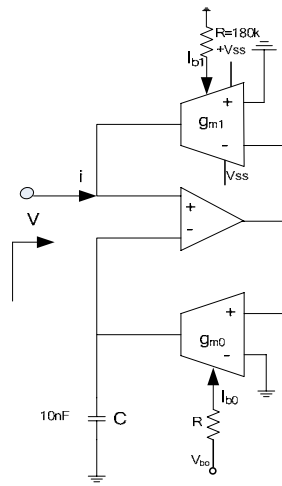 R=180k
+Vss
Ib1
+
gm1
-
Vss
i
+
-
V
+
gm0
-
10nF
C
Ib0
R
Vbo